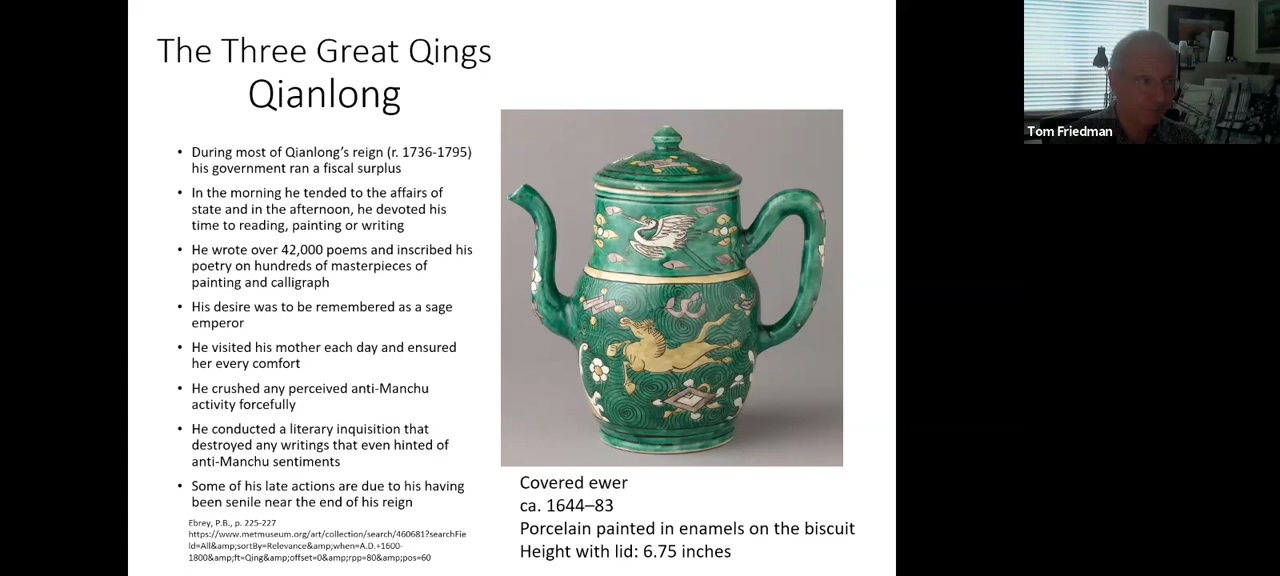 The Three Great Qings
Qianlong
• During most of Qianlong's reign (r. 1736-1795)
his government ran a fiscal surplus
• In the morning he tended to the affairs of
state and in the afternoon, he devoted his
time to reading, painting or writing
• He wrote over 42,000 poems and inscribed his
poetry on hundreds of masterpieces of
painting and calligraph
• His desire was to be remembered as a sage
emperor
• He visited his mother each day and ensured
her every comfort
• He crushed any perceived anti-Manchu
activity forcefully
• He conducted a literary inquisition that
destroyed any writings that even hinted of
anti-Manchu sentiments
• Some of his late actions are due to his having
been senile near the end of his reign
Ebrey, P.B., p. 225-227
https://www.metmuseum.org/art/collection/search/460681?searchFie
ld=All&amp;sortBy=Relevance&amp;when=A.D.+1600-
1800&amp;ft=Qing&amp;offset=0&amp;rpp=80&amp;pos=60
Covered ewer
ca. 1644–83
Porcelain painted in enamels on the biscuit
Height with lid: 6.75 inches
Tom Friedman